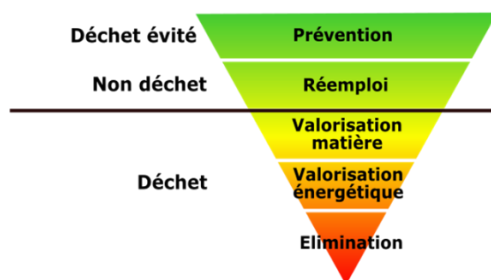 Déchet évité
Prévention
Non déchet
Réemploi
Valorisation
matière
Déchet
Valorisation
énergétique
Elimination